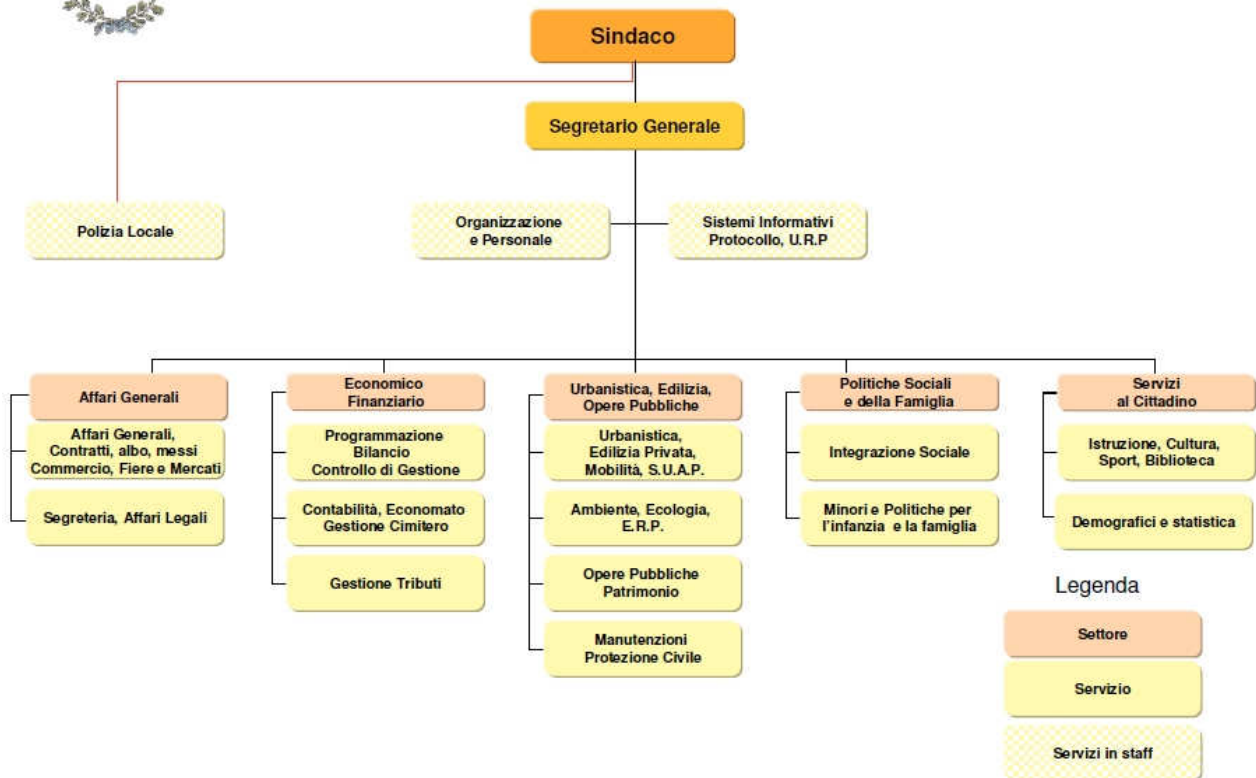 Sindaco
Segretario Generale
Polizia Locale
Organizzazione
e Personale
Sistemi Informativi
Protocollo, U.R.P
Affari Generali
Affari Generali,
Contratti, albo, messi
Commercio, Fiere e Mercati
Segreteria, Affari Legali
Economico
Finanziario
Programmazione
Bilancio
Controllo di Gestione
Contabilità, Economato
Gestione Cimitero
Gestione Tributi
Urbanistica, Edilizia,
Opere Pubbliche
Urbanistica,
Edilizia Privata,
Mobilità, S.U.A.P.
Ambiente, Ecologia,
E.R.P.
Opere Pubbliche
Patrimonio
Manutenzioni
Protezione Civile
Politiche Sociali
e della Famiglia
Integrazione Sociale
Minori e Politiche per
l'infanzia e la famiglia
Servizi
al Cittadino
Istruzione, Cultura,
Sport, Biblioteca
Demografici e statistica
Legenda
Settore
Servizio
Servizi in staff